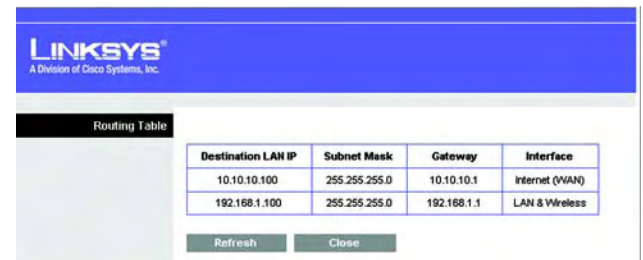 LINKSYS®
A Division of Cisco Systems, Inc.
Routing Table
Destination LAN IP Subnet Mask Gateway Interface
10.10.10.100 255.255.255.0 10.10.10.1 Internet (WAN)
192.168.1.100 255.255.255.0 192.168.1.1 LAN & Wireless
Refresh Close